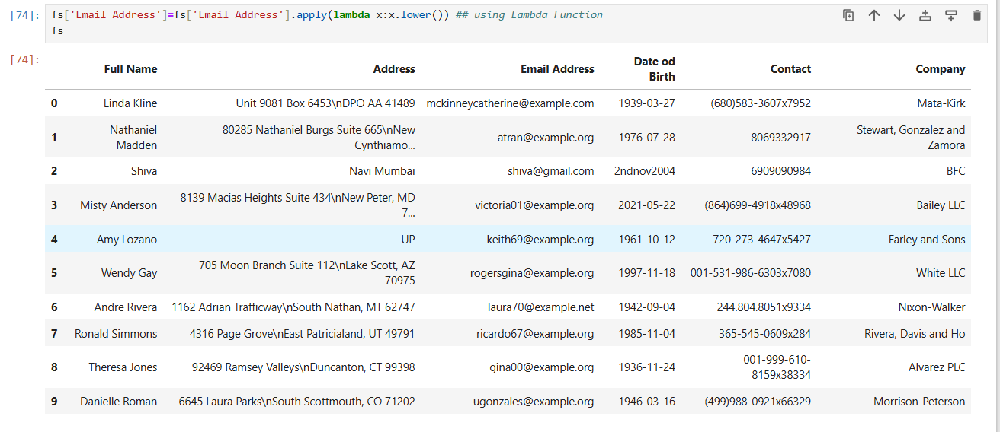 [74]: fs['Email Address']=fs['Email Address'].apply(lambda x:x.lower()) ## using Lambda Function
fs
[74]:
Full Name Address Email Address Date od Birth Contact Company
0 Linda Kline Unit 9081 Box 6453\nDPO AA 41489 mckinneycatherine@example.com 1939-03-27 (680)583-3607x7952 Mata-Kirk
1 Nathaniel Madden 80285 Nathaniel Burgs Suite 665\nNew Cynthiamo... atran@example.org 1976-07-28 8069332917 Stewart, Gonzalez and Zamora
2 Shiva Navi Mumbai shiva@gmail.com 2ndnov2004 6909090984 BFC
3 Misty Anderson 8139 Macias Heights Suite 434\nNew Peter, MD 7... victoria01@example.org 2021-05-22 (864)699-4918x48968 Bailey LLC
4 Amy Lozano UP keith69@example.org 1961-10-12 720-273-4647x5427 Farley and Sons
5 Wendy Gay 705 Moon Branch Suite 112\nLake Scott, AZ 70975 rogersgina@example.org 1997-11-18 001-531-986-6303x7080 White LLC
6 Andre Rivera 1162 Adrian Trafficway\nSouth Nathan, MT 62747 laura70@example.net 1942-09-04 244.804.8051x9334 Nixon-Walker
7 Ronald Simmons 4316 Page Grove\nEast Patricialand, UT 49791 ricardo67@example.org 1985-11-04 365-545-0609x284 Rivera, Davis and Ho
8 Theresa Jones 92469 Ramsey Valleys\nDuncanton, CT 99398 gina00@example.org 1936-11-24 001-999-610-8159x38334 Alvarez PLC
9 Danielle Roman 6645 Laura Parks\nSouth Scottmouth, CO 71202 ugonzales@example.org 1946-03-16 (499)988-0921x66329 Morrison-Peterson